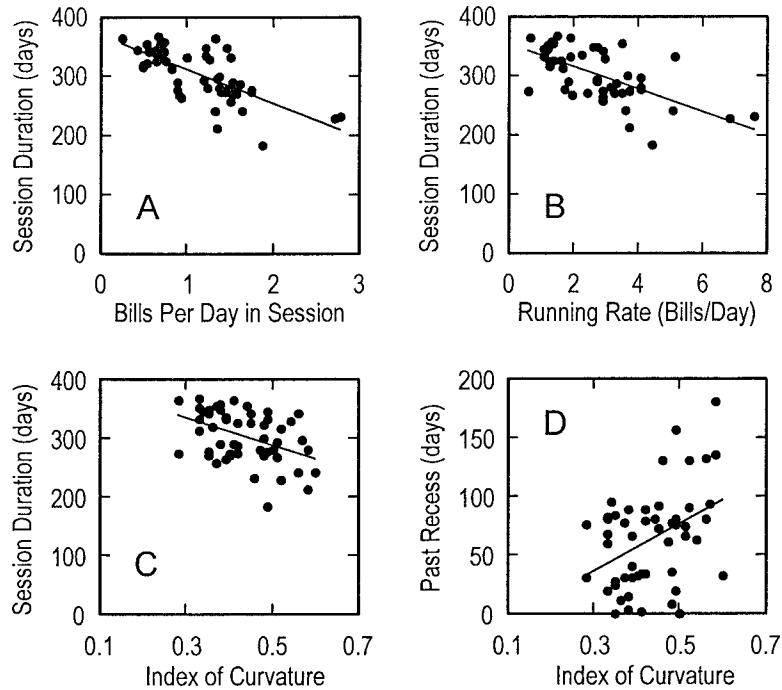 Session Duration (days)
400
300
200
100
0
A
0 1 2 3
Bills Per Day in Session
Session Duration (days)
400
300
200
100
0
B
0 2 4 6 8
Running Rate (Bills/Day)
Session Duration (days)
400
300
200
100
0
C
0.1 0.3 0.5 0.7
Index of Curvature
Past Recess (days)
200
150
100
50
0
D
0.1 0.3 0.5 0.7
Index of Curvature